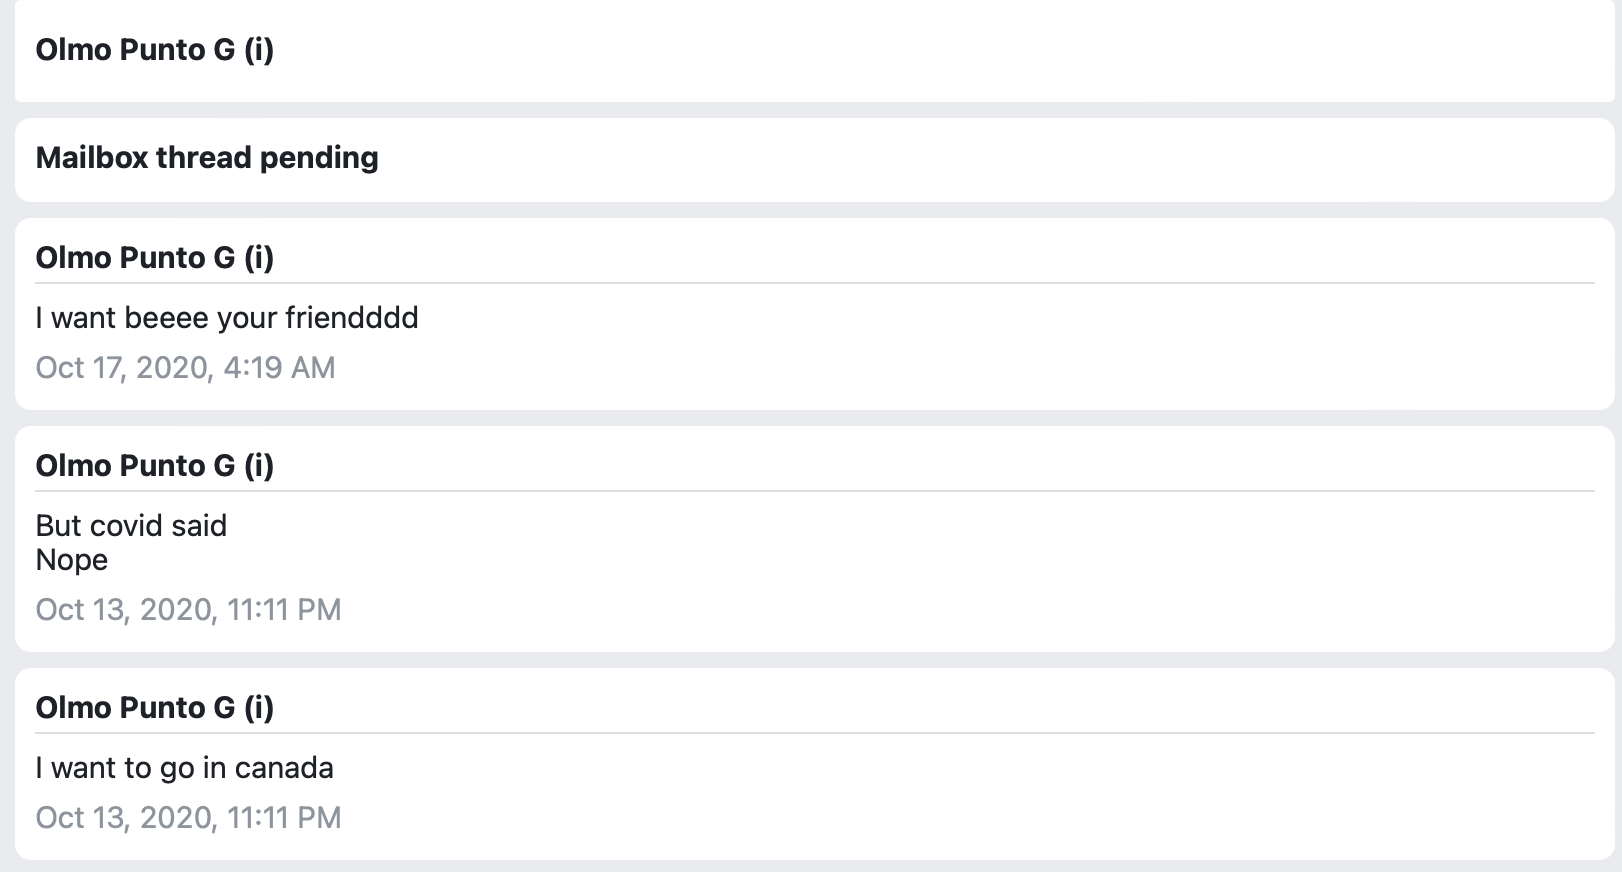 Olmo Punto G (i)
Mailbox thread pending
Olmo Punto G (i)
I want beeee your friendddd
Oct 17, 2020, 4:19 AM
Olmo Punto G (i)
But covid said
Nope
Oct 13, 2020, 11:11 PM
Olmo Punto G (i)
I want to go in canada
Oct 13, 2020, 11:11 PM